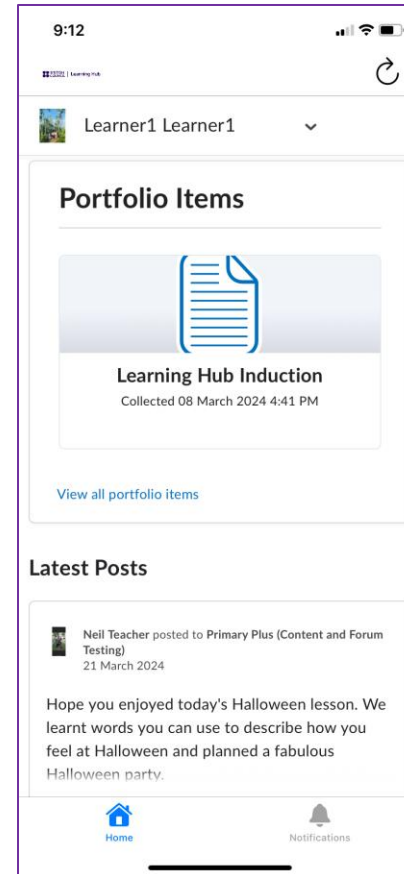 9:12
Learning Hub
Learner1 Learner1
Portfolio Items
Learning Hub Induction
Collected 08 March 2024 4:41 PM
View all portfolio items
Latest Posts
Neil Teacher posted to Primary Plus (Content and Forum
Testing)
21 March 2024
Hope you enjoyed today's Halloween lesson. We
learnt words you can use to describe how you
feel at Halloween and planned a fabulous
Halloween party.
Home
Notifications